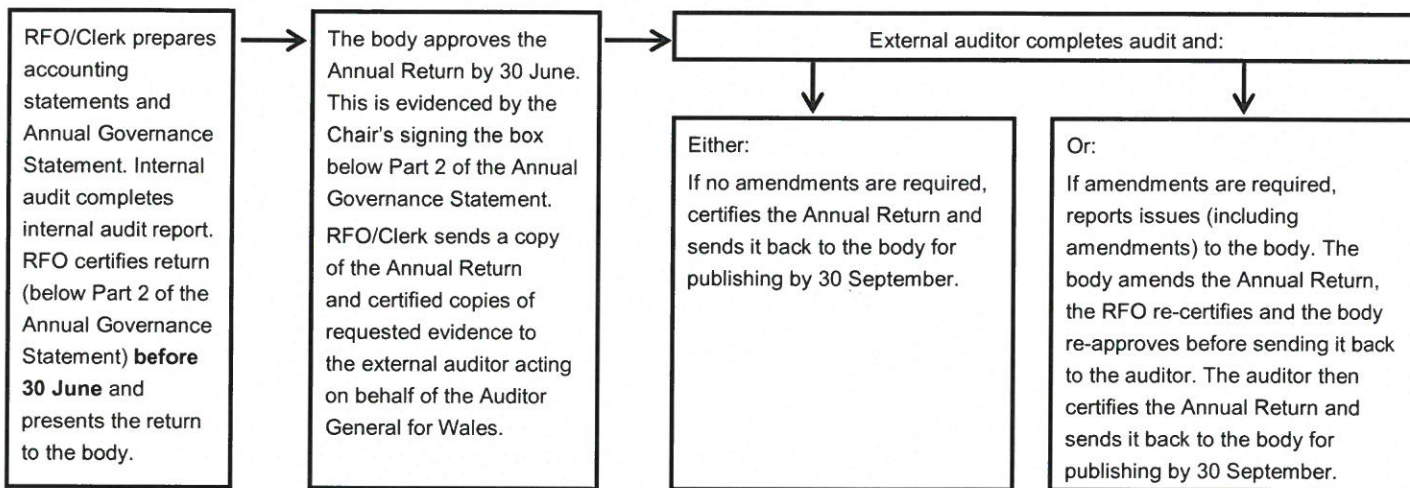 RFO/Clerk prepares
accounting
statements and
Annual Governance
Statement. Internal
audit completes
internal audit report.
RFO certifies return
(below Part 2 of the
Annual Governance
Statement) before
30 June and
presents the return
to the body.
The body approves the
Annual Return by 30 June.
This is evidenced by the
Chair's signing the box
below Part 2 of the Annual
Governance Statement.
RFO/Clerk sends a copy
of the Annual Return
and certified copies of
requested evidence to
the external auditor acting
on behalf of the Auditor
General for Wales.
External auditor completes audit and:
Either:
If no amendments are required,
certifies the Annual Return and
sends it back to the body for
publishing by 30 September.
Or:
If amendments are required,
reports issues (including
amendments) to the body. The
body amends the Annual Return,
the RFO re-certifies and the body
re-approves before sending it back
to the auditor. The auditor then
certifies the Annual Return and
sends it back to the body for
publishing by 30 September.